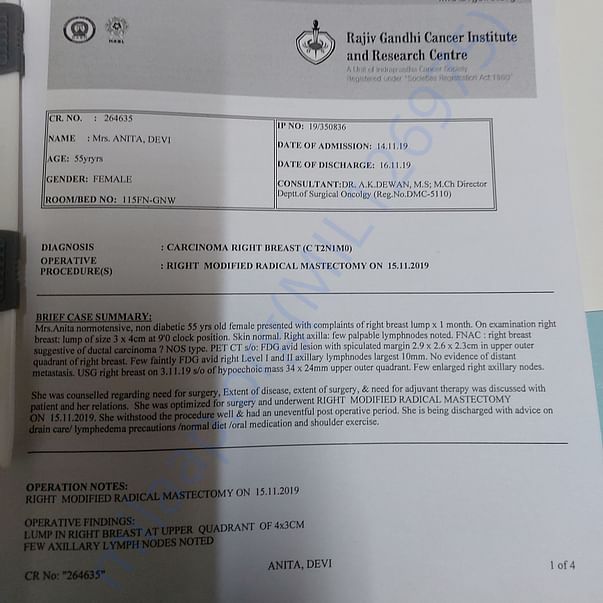 NABL
Rajiv Gandhi Cancer Institute
and Research Centre
A Unit of Indraprastha Cancer Society
Registered under "Societies Registration Act 1860"
CR. NO. : 264635
NAME : Mrs. ANITA, DEVI
AGE: 55yryrs
GENDER: FEMALE
ROOM/BED NO: 115FN-GNW
IP NO: 19/350836
DATE OF ADMISSION: 14.11.19
DATE OF DISCHARGE: 16.11.19
CONSULTANT:DR. A.K.DEWAN, M.S; M.Ch Director
Deptt.of Surgical Oncolgy (Reg.No.DMC-5110)
DIAGNOSIS : CARCINOMA RIGHT BREAST (C T2N1M0)
OPERATIVE
PROCEDURE(S) : RIGHT MODIFIED RADICAL MASTECTOMY ON 15.11.2019
BRIEF CASE SUMMARY:
Mrs.Anita normotensive, non diabetic 55 yrs old female presented with complaints of right breast lump x 1 month. On examination right
breast: lump of size 3 x 4cm at 9'0 clock position. Skin normal. Right axilla: few palpable lymphnodes noted. FNAC : right breast
suggestive of ductal carcinoma ? NOS type. PET CT s/o: FDG avid lesion with spiculated margin 2.9 x 2.6 x 2.3cm in upper outer
quadrant of right breast. Few faintly FDG avid right Level I and II axillary lymphnodes largest 10mm. No evidence of distant
metastasis. USG right breast on 3.11.19 s/o of hypoechoic mass 34 x 24mm upper outer quadrant. Few enlarged right axillary nodes.
She was counselled regarding need for surgery, Extent of disease, extent of surgery, & need for adjuvant therapy was discussed with
patient and her relations. She was optimized for surgery and underwent RIGHT MODIFIED RADICAL MASTECTOMY
ON 15.11.2019. She withstood the procedure well & had an uneventful post operative period. She is being discharged with advice on
drain care/ lymphedema precautions /normal diet /oral medication and shoulder exercise.
OPERATION NOTES:
RIGHT MODIFIED RADICAL MASTECTOMY ON 15.11.2019
OPERATIVE FINDINGS:
LUMP IN RIGHT BREAST AT UPPER QUADRANT OF 4x3CM
FEW AXILLARY LYMPH NODES NOTED
CR No: "264635"
ANITA, DEVI
1 of 4